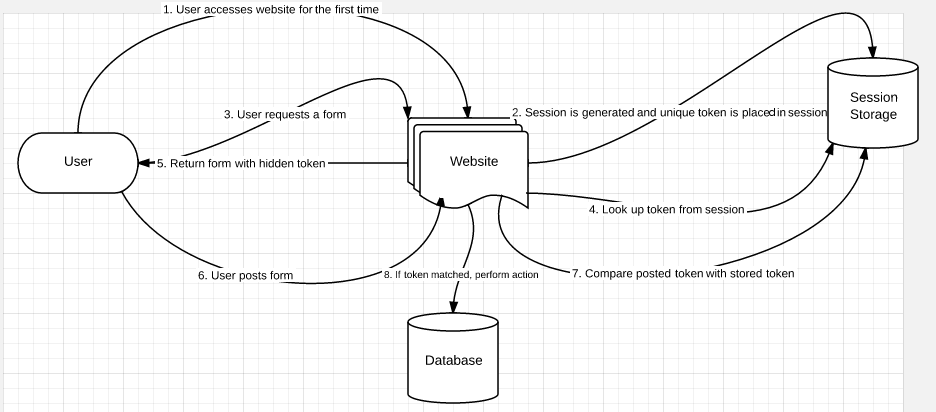 1. User accesses website for the first time
3. User requests a form
2. Session is generated and unique token is placed in session
Session
Storage
User
5. Return form with hidden token
Website
4. Look up token from session
6. User posts form
8. If token matched, perform action
7. Compare posted token with stored token
Database